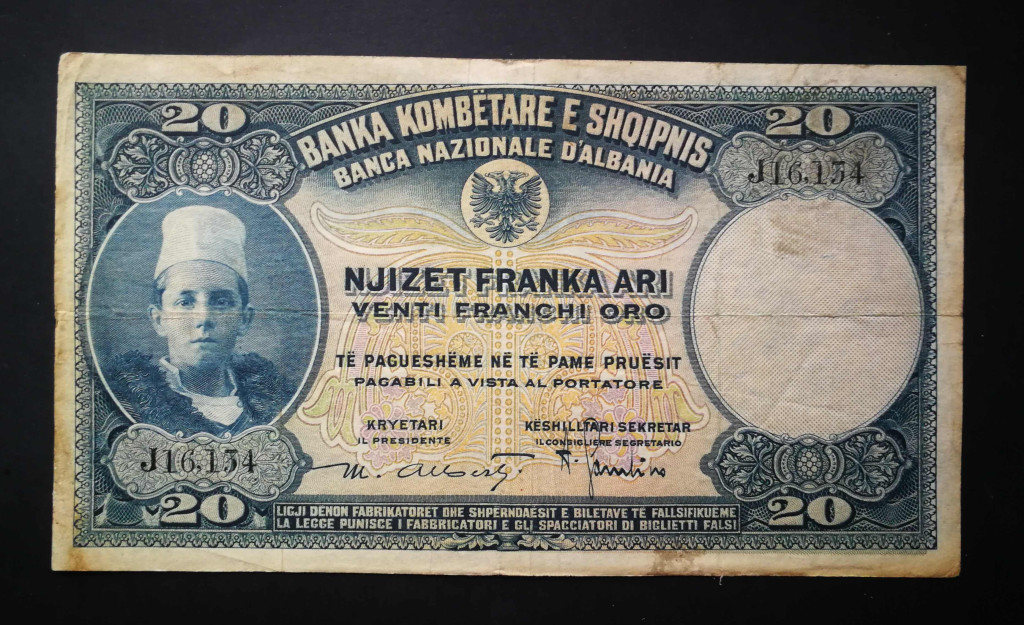 20
20
BANKA KOMBËTARE E SHQIPNIS
BANCA NAZIONALE D'ALBANIA
J16,154
NJIZET FRANKA ARI
VENTI FRANCHI ORO
TË PAGUESHËME NË TË PAME PRUËSIT
PAGABILI A VISTA AL PORTATORE
KRYETARI
IL PRESIDENTE
KËSHILLTARI SEKRETAR
IL CONSIGLIERE SEGRETARIO
J16,154
M. Alberti.
20
20
LIGJI DENON FABRIKATORET DHE SHPËRNDAËSIT E BILETAVE TË FALLSIFIKUEME
LA LEGGE PUNISCE I FABBRICATORI E GLI SPACCIATORI DI BIGLIETTI FALSI